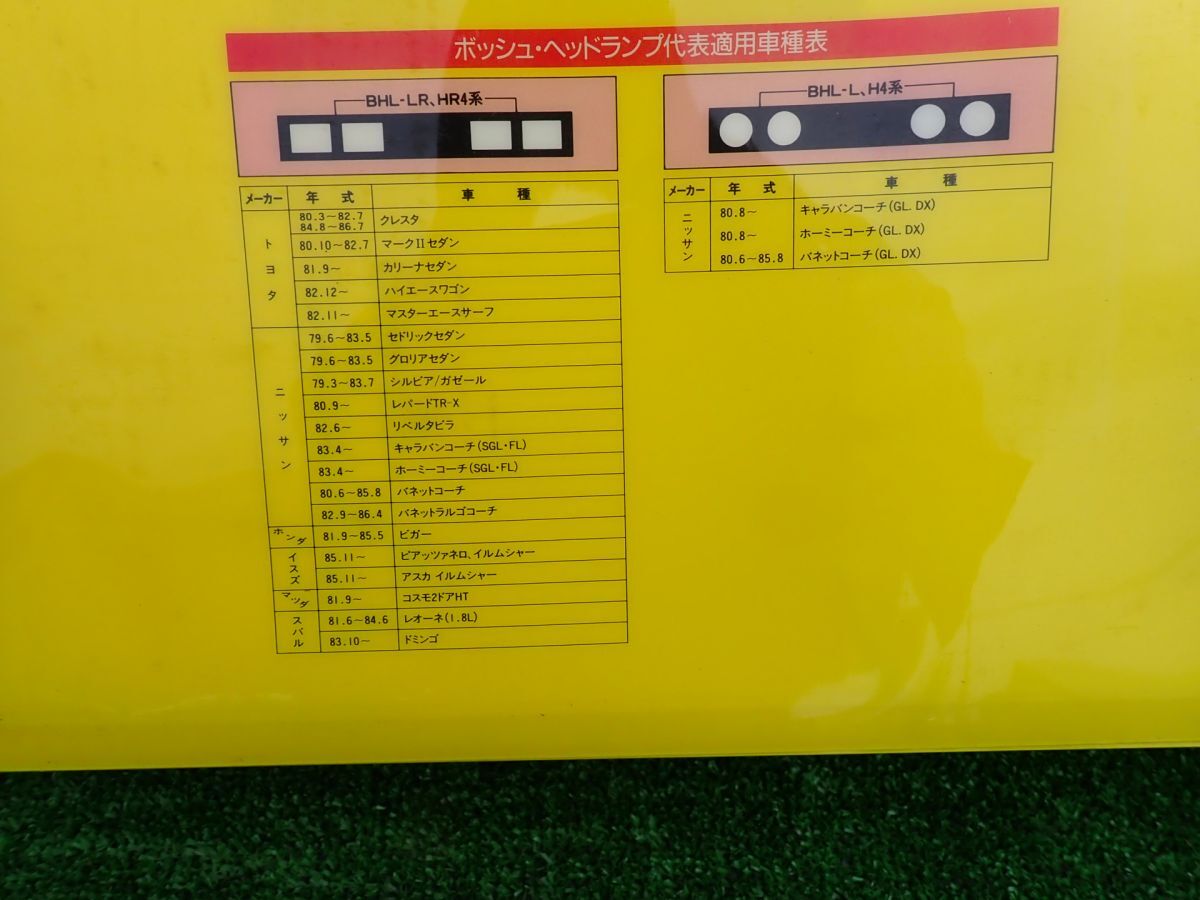 ボッシュ・ヘッドランプ代表適用車種表
BHL-LR、HR4系
メーカー 年式 車種
トヨタ 80.3～82.7 84.8～86.7 クレスタ
80.10～82.7 マークIIセダン
81.9～ カリーナセダン
82.12～ ハイエースワゴン
82.11～ マスターエースサーフ
ニッサン 79.6～83.5 セドリックセダン
79.6～83.5 グロリアセダン
79.3～83.7 シルビア/ガゼール
80.9～ レパードTR-X
82.6～ リベルタビラ
83.4～ キャラバンコーチ(SGL・FL)
83.4～ ホーミーコーチ(SGL・FL)
80.6～85.8 バネットコーチ
82.9～86.4 バネットラルゴコーチ
ホンダ 81.9～85.5 ビガー
イスズ 85.11～ ピアッツァネロ、イルムシャー
85.11～ アスカ イルムシャー
マツダ 81.9～ コスモ2ドアHT
スバル 81.6～84.6 レオーネ(1.8L)
83.10～ ドミンゴ
BHL-L、H4系
メーカー 年式 車種
ニッサン 80.8～ キャラバンコーチ(GL. DX)
80.8～ ホーミーコーチ(GL. DX)
80.6～85.8 バネットコーチ(GL. DX)